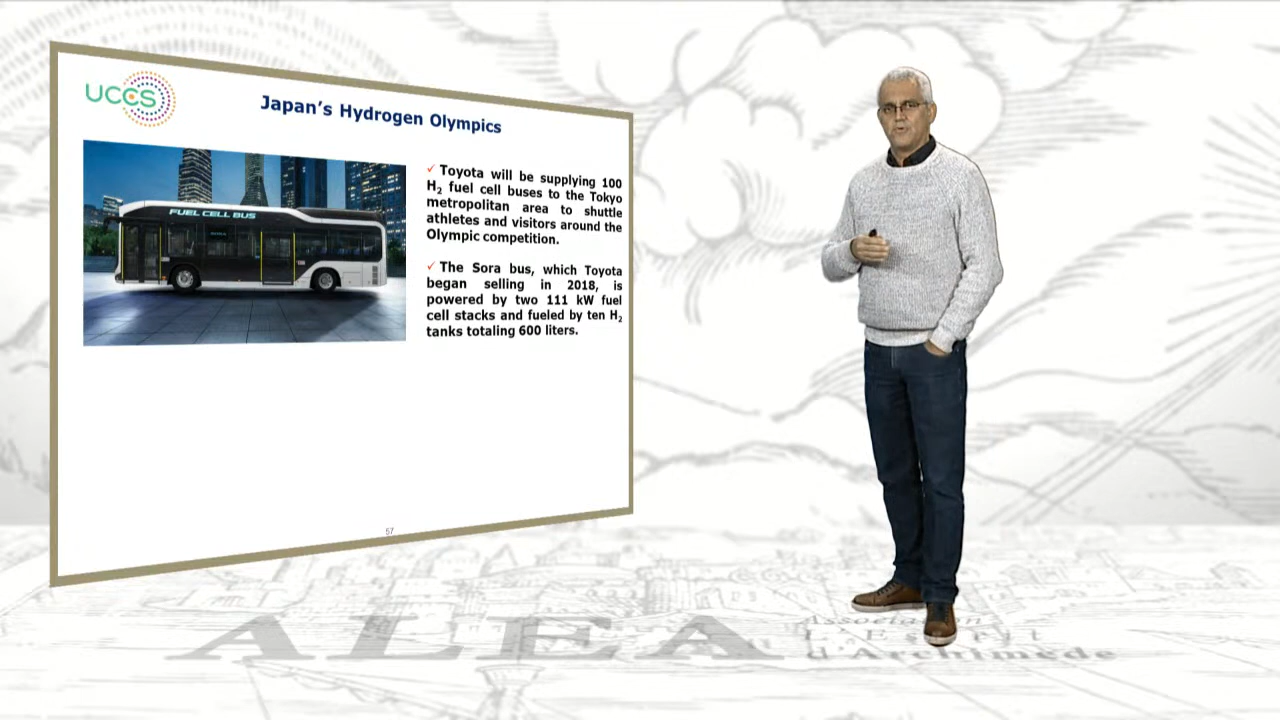 UCCS
Japan's Hydrogen Olympics
FUEL CELL BUS
✓ Toyota will be supplying 100
H₂ fuel cell buses to the Tokyo
metropolitan area to shuttle
athletes and visitors around the
Olympic competition.
✓ The Sora bus, which Toyota
began selling in 2018, is
powered by two 111 kW fuel
cell stacks and fueled by ten H₂
tanks totaling 600 liters.
57
ALEA
Association
L'Esprit
d'Archimède